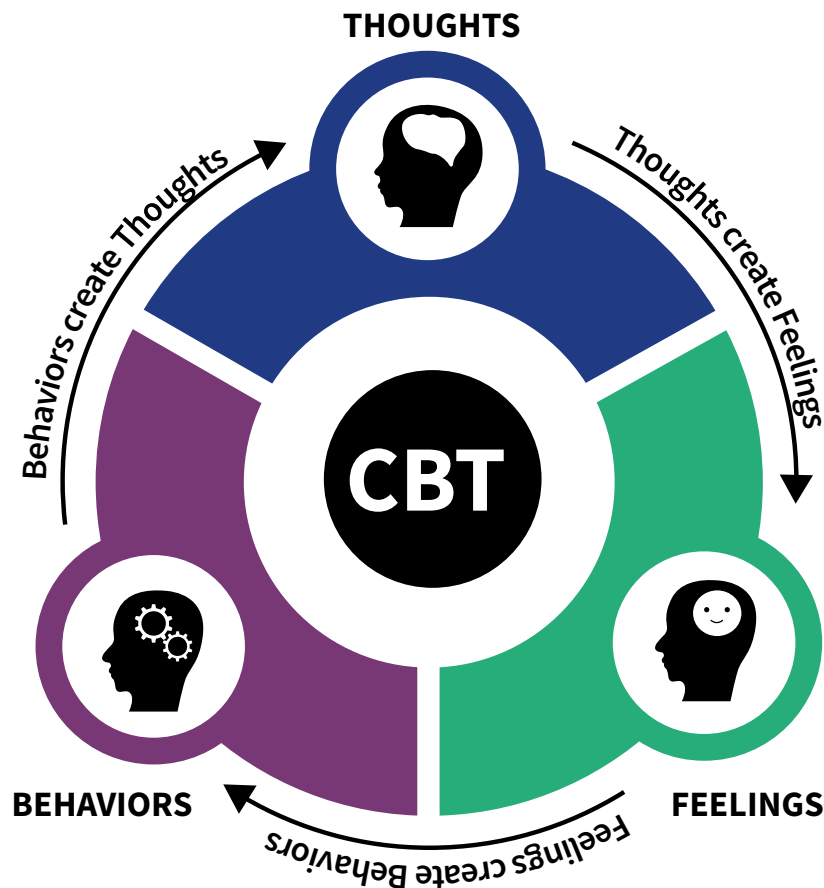 THOUGHTS
Thoughts create Feelings
Behaviors create Thoughts
CBT
BEHAVIORS
FEELINGS
Feelings create Behaviors